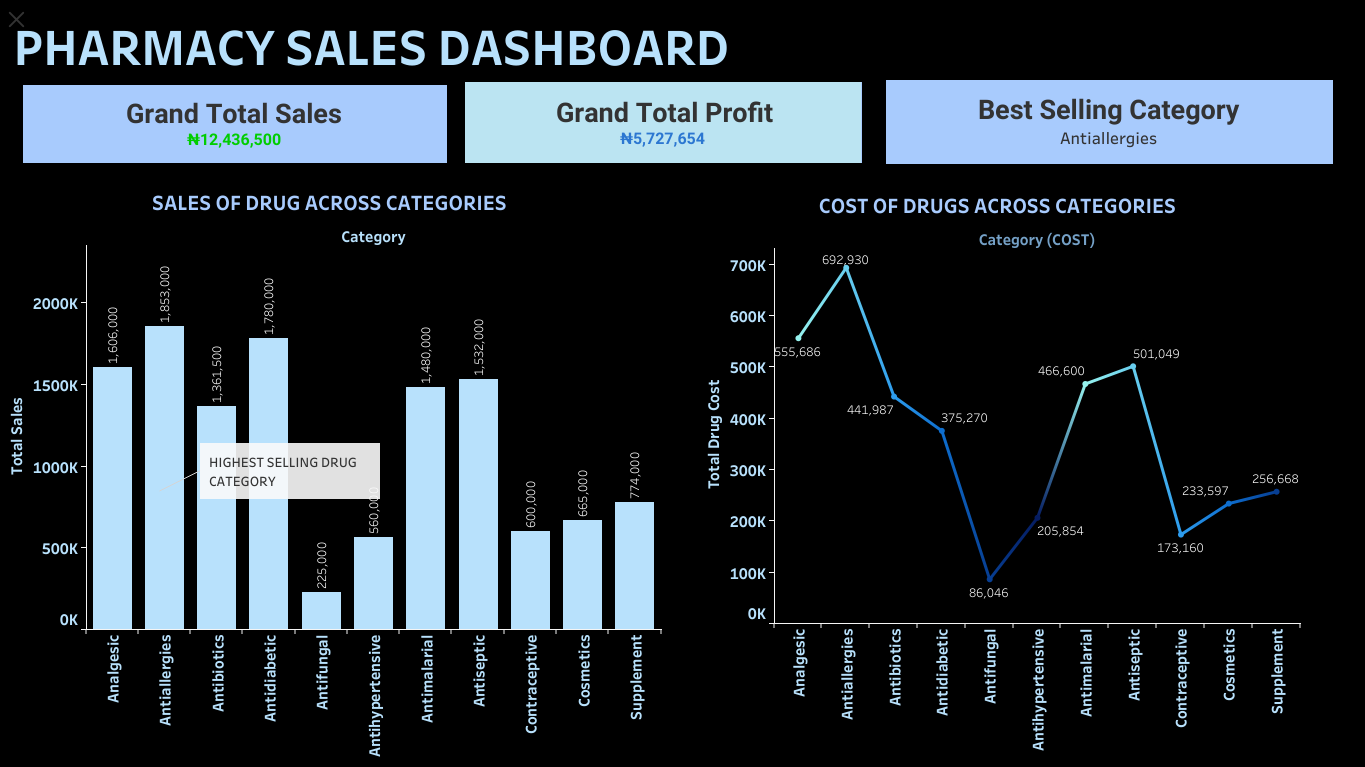 PHARMACY SALES DASHBOARD
Grand Total Sales
₦12,436,500
Grand Total Profit
₦5,727,654
Best Selling Category
Antiallergies
SALES OF DRUG ACROSS CATEGORIES
Category
Total Sales
2000K
1500K
1000K
500K
0K
1,606,000
1,853,000
1,361,500
1,780,000
225,000
560,000
1,480,000
1,532,000
600,000
665,000
774,000
HIGHEST SELLING DRUG
CATEGORY
Analgesic
Antiallergies
Antibiotics
Antidiabetic
Antifungal
Antihypertensive
Antimalarial
Antiseptic
Contraceptive
Cosmetics
Supplement
COST OF DRUGS ACROSS CATEGORIES
Category (COST)
Total Drug Cost
700K
600K
500K
400K
300K
200K
100K
0K
555,686
692,930
441,987
375,270
86,046
205,854
466,600
501,049
173,160
233,597
256,668
Analgesic
Antiallergies
Antibiotics
Antidiabetic
Antifungal
Antihypertensive
Antimalarial
Antiseptic
Contraceptive
Cosmetics
Supplement